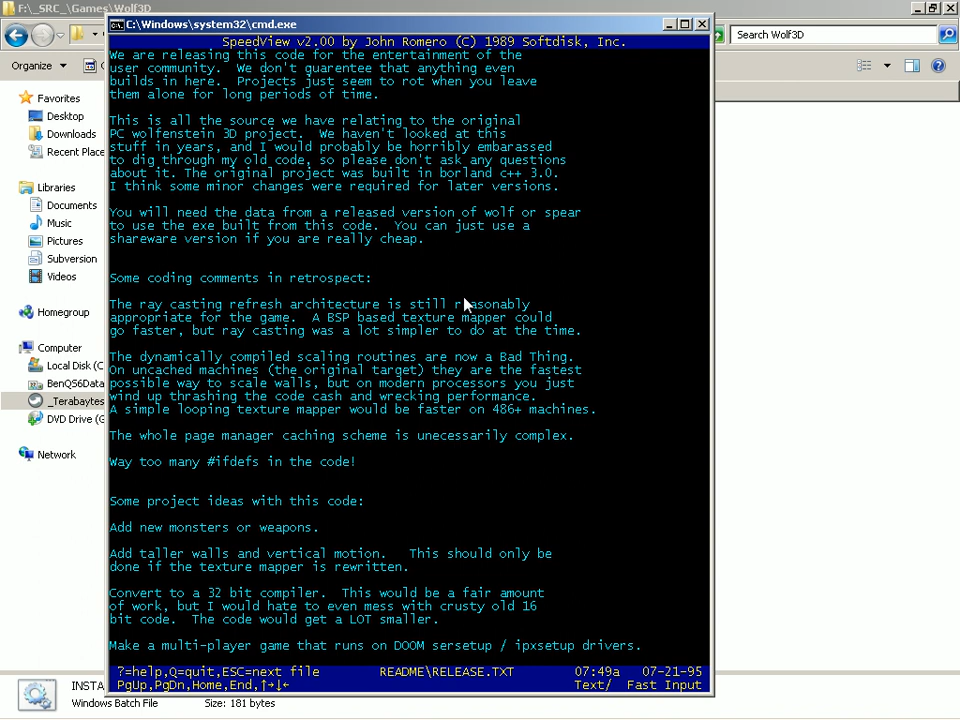 F:\_SRC_\Games\Wolf3D
C:\Windows\system32\cmd.exe
Search Wolf3D
Organize
Favorites
Desktop
Downloads
Recent Place
Libraries
Documents
Music
Pictures
Subversion
Videos
Homegroup
Computer
Local Disk (C
BenQS6Data
_Terabytes
DVD Drive (G
Network
SpeedView v2.00 by John Romero (C) 1989 Softdisk, Inc.
We are releasing this code for the entertainment of the
user community.  We don't guarentee that anything even
builds in here.  Projects just seem to rot when you leave
them alone for long periods of time.
This is all the source we have relating to the original
PC wolfenstein 3D project.  We haven't looked at this
stuff in years, and I would probably be horribly embarassed
to dig through my old code, so please don't ask any questions
about it. The original project was built in borland c++ 3.0.
I think some minor changes were required for later versions.
You will need the data from a released version of wolf or spear
to use the exe built from this code.  You can just use a
shareware version if you are really cheap.
Some coding comments in retrospect:
The ray casting refresh architecture is still reasonably
appropriate for the game.  A BSP based texture mapper could
go faster, but ray casting was a lot simpler to do at the time.
The dynamically compiled scaling routines are now a Bad Thing.
On uncached machines (the original target) they are the fastest
possible way to scale walls, but on modern processors you just
wind up thrashing the code cash and wrecking performance.
A simple looping texture mapper would be faster on 486+ machines.
The whole page manager caching scheme is unecessarily complex.
Way too many #ifdefs in the code!
Some project ideas with this code:
Add new monsters or weapons.
Add taller walls and vertical motion.   This should only be
done if the texture mapper is rewritten.
Convert to a 32 bit compiler.  This would be a fair amount
of work, but I would hate to even mess with crusty old 16
bit code.  The code would get a LOT smaller.
Make a multi-player game that runs on DOOM sersetup / ipxsetup drivers.
?=help,Q=quit,ESC=next file README\RELEASE.TXT 07:49a 07-21-95
PgUp,PgDn,Home,End,↑→↓← Text/ Fast Input
INSTA
Windows Batch File Size: 181 bytes